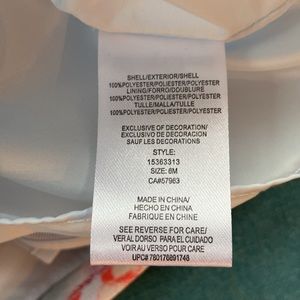 SHELL/EXTERIOR/SHELL
100%POLYESTER/POLIESTER/POLYESTER
LINING/FORRO/DOUBLURE
100%POLYESTER/POLIESTER/POLYESTER
TULLE/MALLA/TULLE
100%POLYESTER/POLIESTER/POLYESTER
EXCLUSIVE OF DECORATION/
EXCLUSIVO DE DECORACIÓN
SAUF LES DECORATIONS
STYLE:
15363313
SIZE: 6M
CA#57963
MADE IN CHINA/
HECHO EN CHINA
FABRIQUE EN CHINE
SEE REVERSE FOR CARE/
VER AL DORSO PARA EL CUIDADO
VOIR AU VERSO POUR CARE
UPC# 780176891748